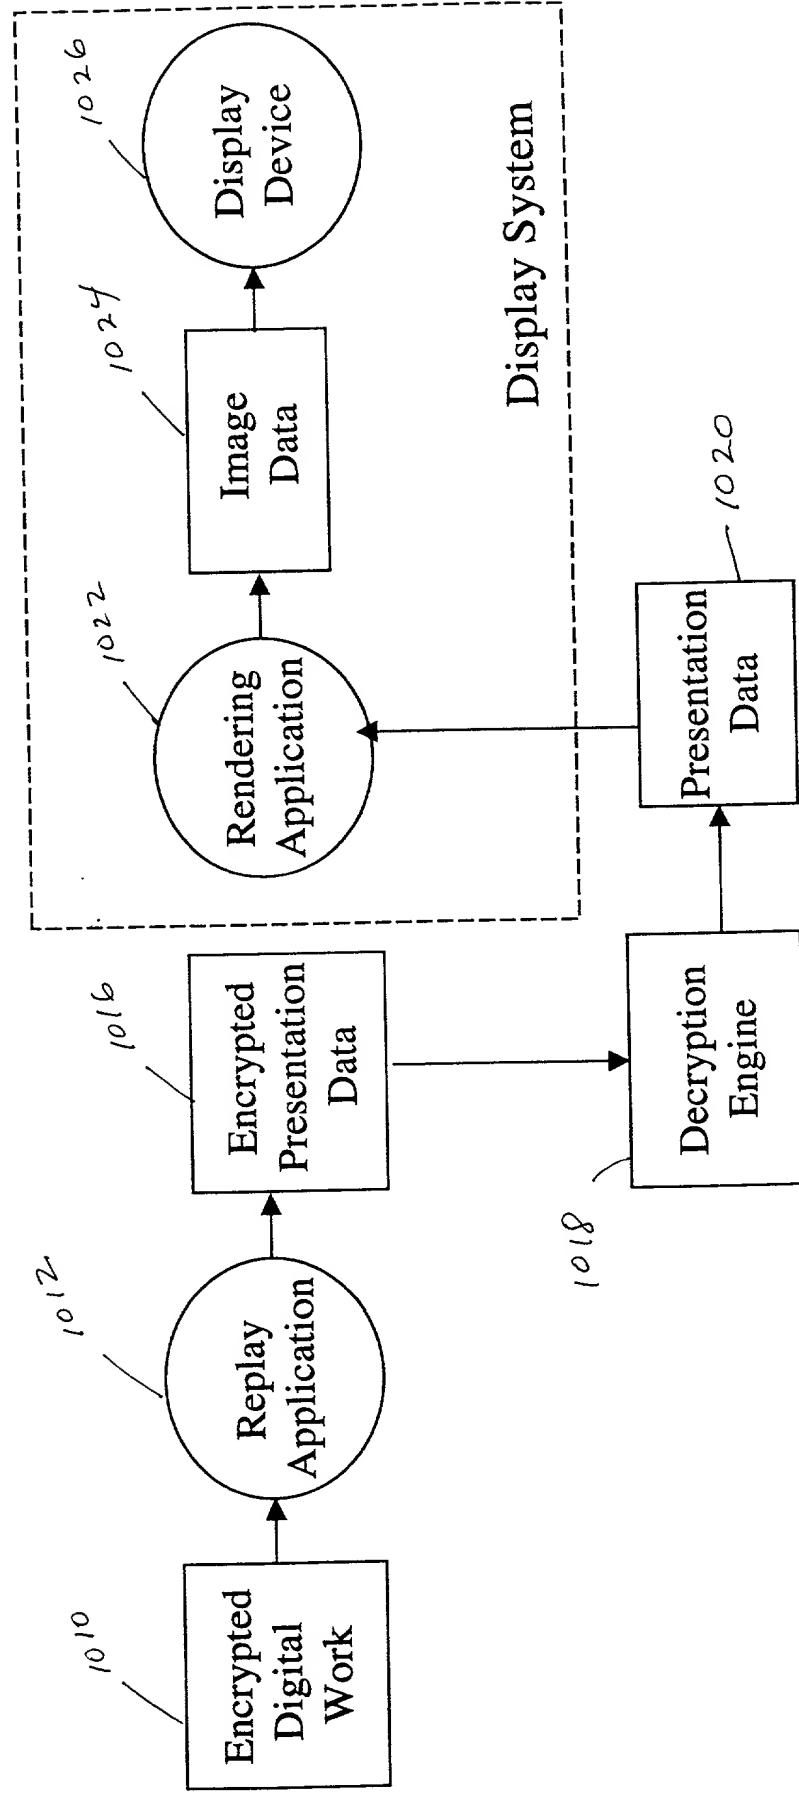 1010
Encrypted
Digital
Work
1012
Replay
Application
1016
Encrypted
Presentation
Data
1018
Decryption
Engine
1020
Presentation
Data
1022
Rendering
Application
1024
Image
Data
1026
Display
Device
Display System